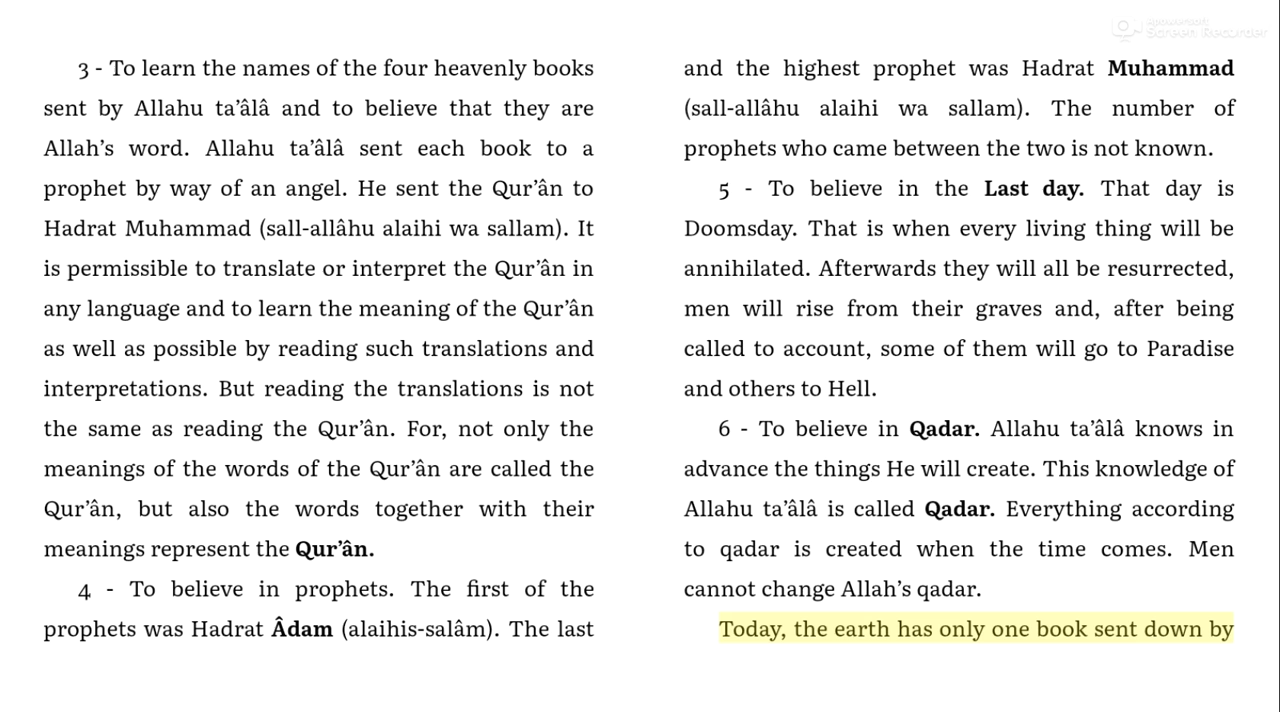 Apowersoft
Screen Recorder
3 - To learn the names of the four heavenly books
sent by Allahu ta’âlâ and to believe that they are
Allah’s word. Allahu ta’âlâ sent each book to a
prophet by way of an angel. He sent the Qur’ân to
Hadrat Muhammad (sall-allâhu alaihi wa sallam). It
is permissible to translate or interpret the Qur’ân in
any language and to learn the meaning of the Qur’ân
as well as possible by reading such translations and
interpretations. But reading the translations is not
the same as reading the Qur’ân. For, not only the
meanings of the words of the Qur’ân are called the
Qur’ân, but also the words together with their
meanings represent the Qur’ân.
4 - To believe in prophets. The first of the
prophets was Hadrat Âdam (alaihis-salâm). The last
and the highest prophet was Hadrat Muhammad
(sall-allâhu alaihi wa sallam). The number of
prophets who came between the two is not known.
5 - To believe in the Last day. That day is
Doomsday. That is when every living thing will be
annihilated. Afterwards they will all be resurrected,
men will rise from their graves and, after being
called to account, some of them will go to Paradise
and others to Hell.
6 - To believe in Qadar. Allahu ta’âlâ knows in
advance the things He will create. This knowledge of
Allahu ta’âlâ is called Qadar. Everything according
to qadar is created when the time comes. Men
cannot change Allah’s qadar.
Today, the earth has only one book sent down by